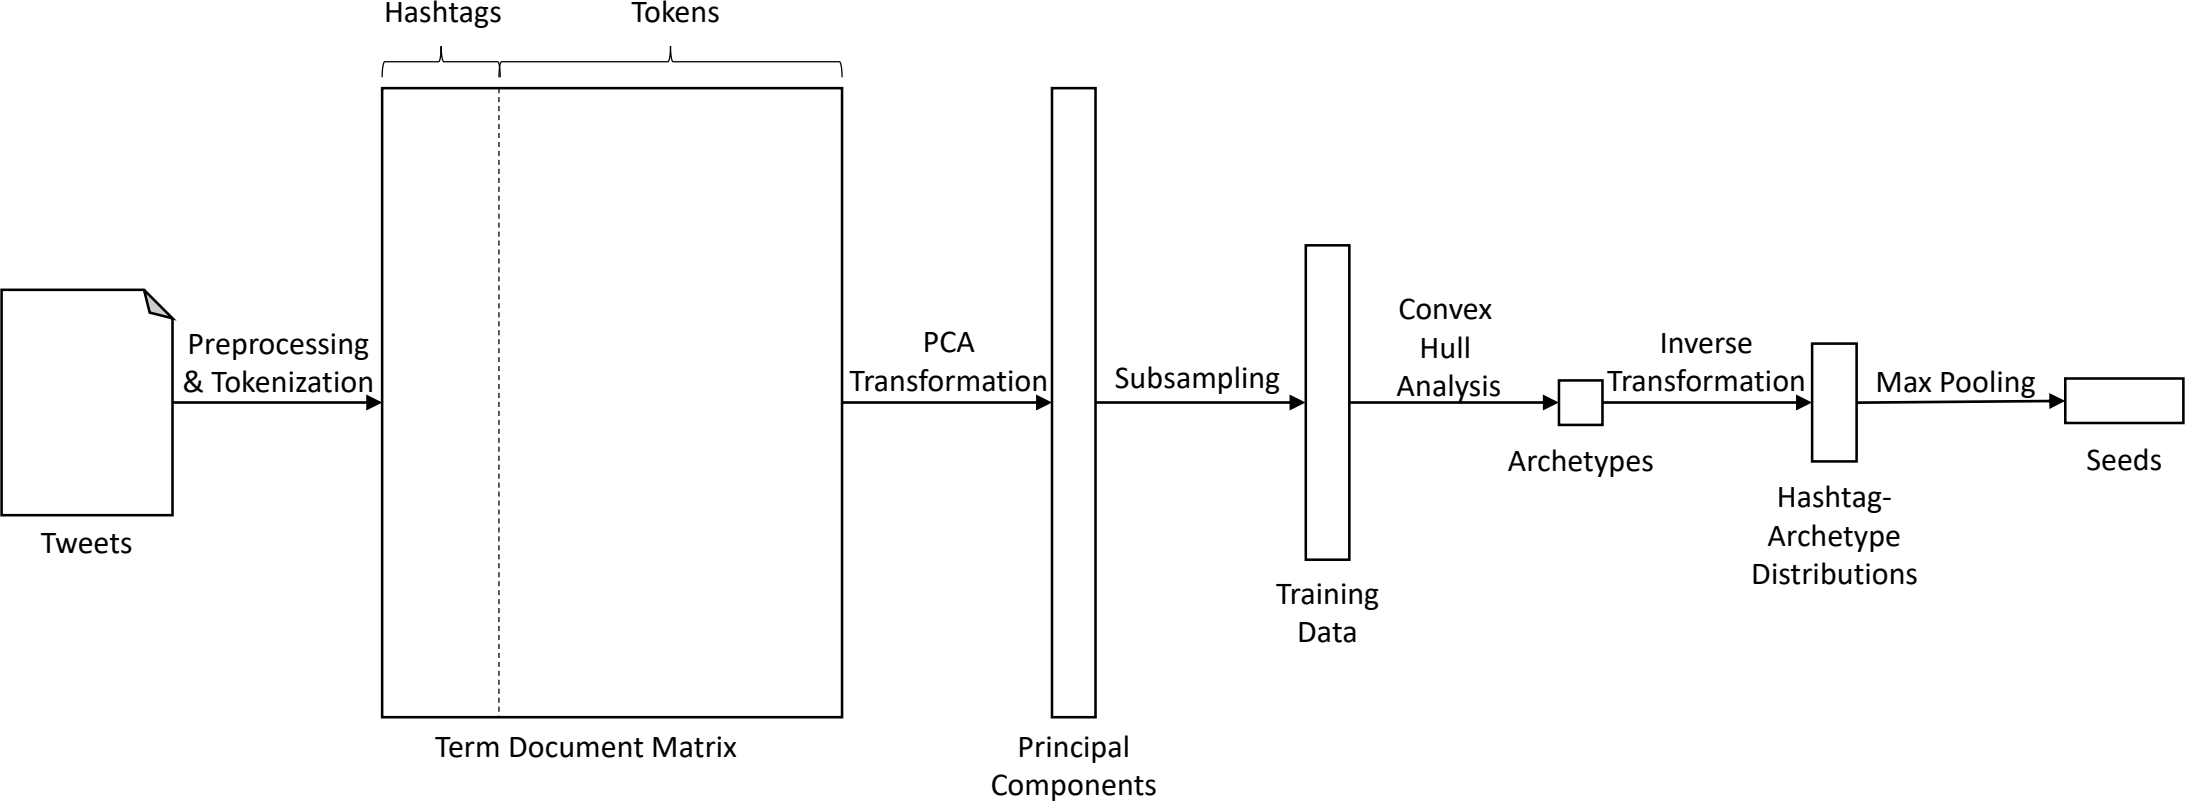 Hashtags
Tokens
Preprocessing
& Tokenization
Tweets
Term Document Matrix
PCA
Transformation
Principal
Components
Subsampling
Training
Data
Convex
Hull
Analysis
Archetypes
Inverse
Transformation
Hashtag-
Archetype
Distributions
Max Pooling
Seeds